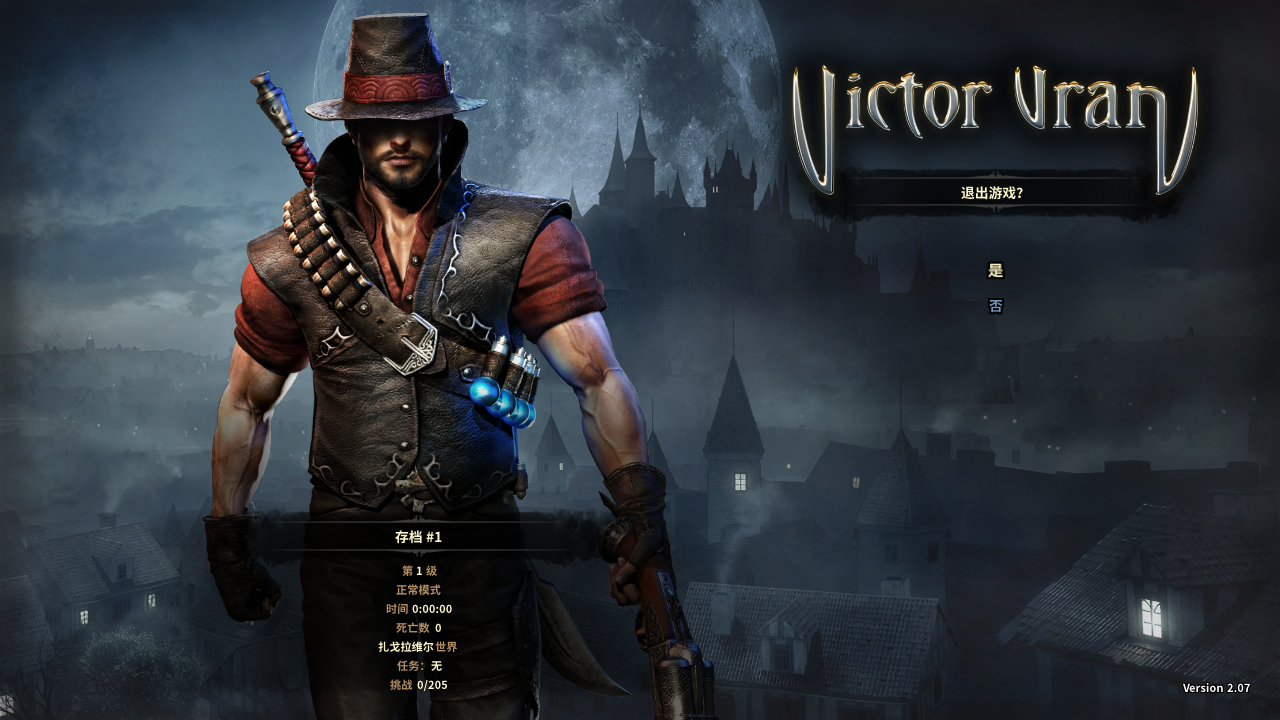 Victor Vran
退出游戏?
是
否
存档 #1
第 1 级
正常模式
时间 0:00:00
死亡数 0
扎戈拉维尔世界
任务: 无
挑战 0/205
Version 2.07